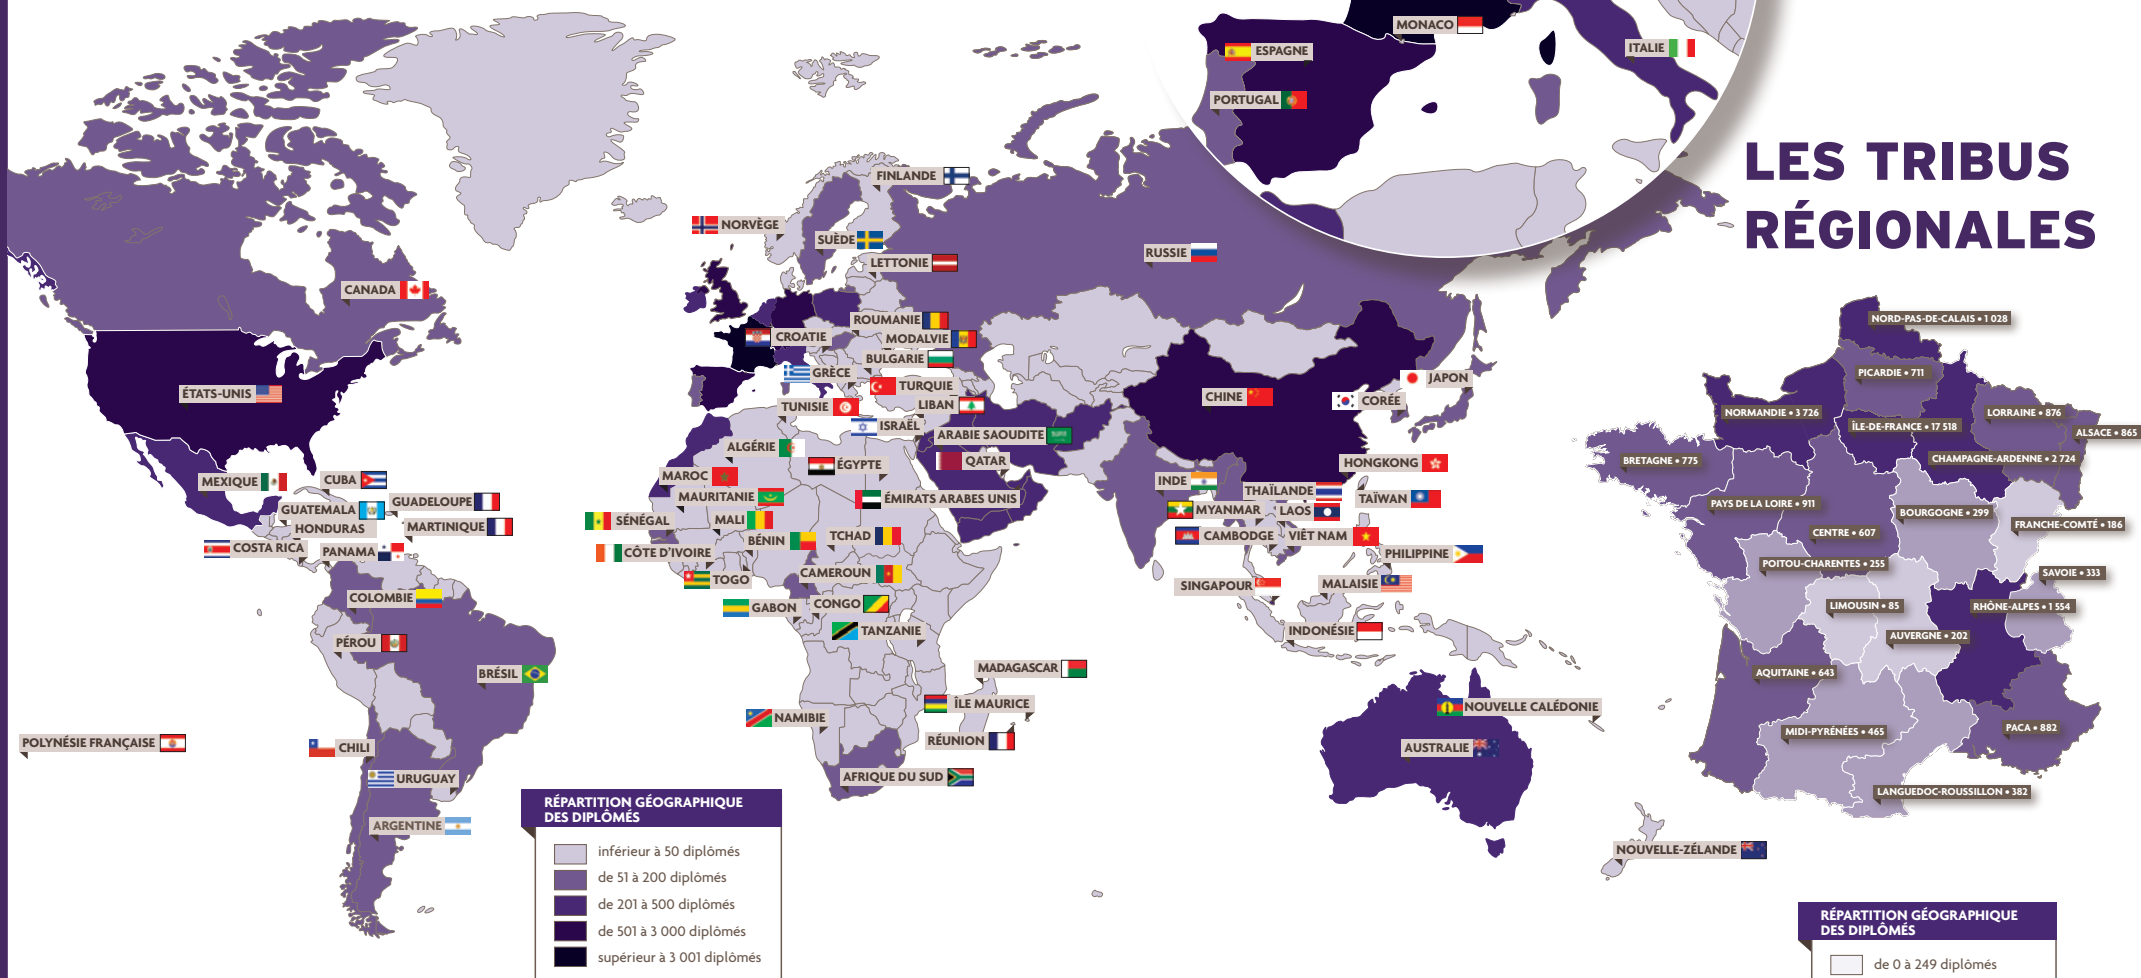 MONACO
ESPAGNE
ITALIE
PORTUGAL
LES TRIBUS
RÉGIONALES
FINLANDE
NORVÈGE
SUÈDE
RUSSIE
LETTONIE
CANADA
ROUMANIE
CROATIE
MODALVIE
BULGARIE
GRÈCE
TURQUIE
JAPON
ÉTATS-UNIS
CHINE
CORÉE
TUNISIE
LIBAN
ISRAËL
ARABIE SAOUDITE
ALGÉRIE
QATAR
ÉGYPTE
HONGKONG
MAROC
MEXIQUE
CUBA
INDE
THAÏLANDE
TAÏWAN
MAURITANIE
ÉMIRATS ARABES UNIS
GUADELOUPE
GUATEMALA
MYANMAR
LAOS
SÉNÉGAL
MALI
HONDURAS
MARTINIQUE
CAMBODGE
VIÊT NAM
BÉNIN
TCHAD
COSTA RICA
PANAMA
CÔTE D'IVOIRE
PHILIPPINE
TOGO
CAMEROUN
SINGAPOUR
MALAISIE
COLOMBIE
GABON
CONGO
TANZANIE
INDONÉSIE
PÉROU
BRÉSIL
MADAGASCAR
ÎLE MAURICE
NOUVELLE CALÉDONIE
NAMIBIE
POLYNÉSIE FRANÇAISE
RÉUNION
CHILI
AUSTRALIE
URUGUAY
AFRIQUE DU SUD
ARGENTINE
NOUVELLE-ZÉLANDE
RÉPARTITION GÉOGRAPHIQUE
DES DIPLÔMÉS
inférieur à 50 diplômés
de 51 à 200 diplômés
de 201 à 500 diplômés
de 501 à 3 000 diplômés
supérieur à 3 001 diplômés
NORD-PAS-DE-CALAIS • 1 028
PICARDIE • 711
NORMANDIE • 3 726
LORRAINE • 876
ÎLE-DE-FRANCE • 17 518
ALSACE • 865
BRETAGNE • 775
CHAMPAGNE-ARDENNE • 2 724
PAYS DE LA LOIRE • 911
BOURGOGNE • 299
FRANCHE-COMTÉ • 186
CENTRE • 607
POITOU-CHARENTES • 255
SAVOIE • 333
LIMOUSIN • 85
RHÔNE-ALPES • 1 554
AUVERGNE • 202
AQUITAINE • 643
PACA • 882
MIDI-PYRÉNÉES • 465
LANGUEDOC-ROUSSILLON • 382
RÉPARTITION GÉOGRAPHIQUE
DES DIPLÔMÉS
de 0 à 249 diplômés